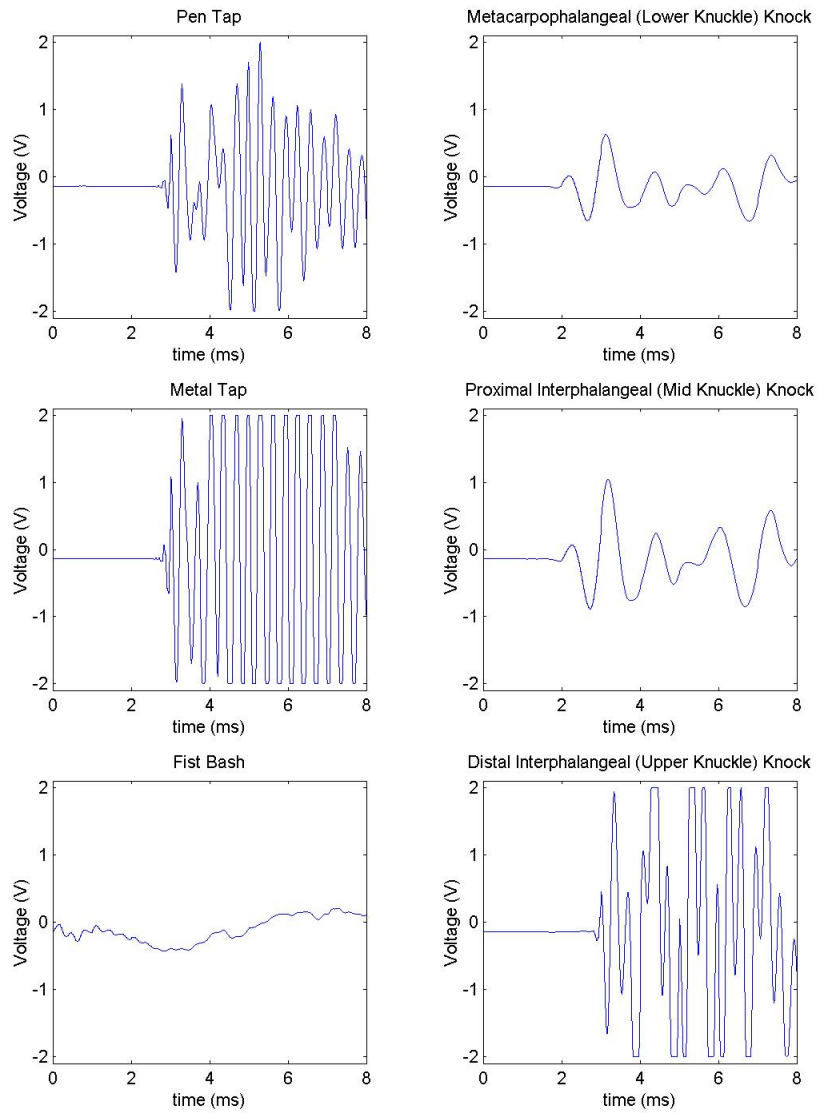 Pen Tap
2
1
0
-1
-2
Voltage (V)
0 2 4 6 8
time (ms)
Metacarpophalangeal (Lower Knuckle) Knock
2
1
0
-1
-2
Voltage (V)
0 2 4 6 8
time (ms)
Metal Tap
2
1
0
-1
-2
Voltage (V)
0 2 4 6 8
time (ms)
Proximal Interphalangeal (Mid Knuckle) Knock
2
1
0
-1
-2
Voltage (V)
0 2 4 6 8
time (ms)
Fist Bash
2
1
0
-1
-2
Voltage (V)
0 2 4 6 8
time (ms)
Distal Interphalangeal (Upper Knuckle) Knock
2
1
0
-1
-2
Voltage (V)
0 2 4 6 8
time (ms)